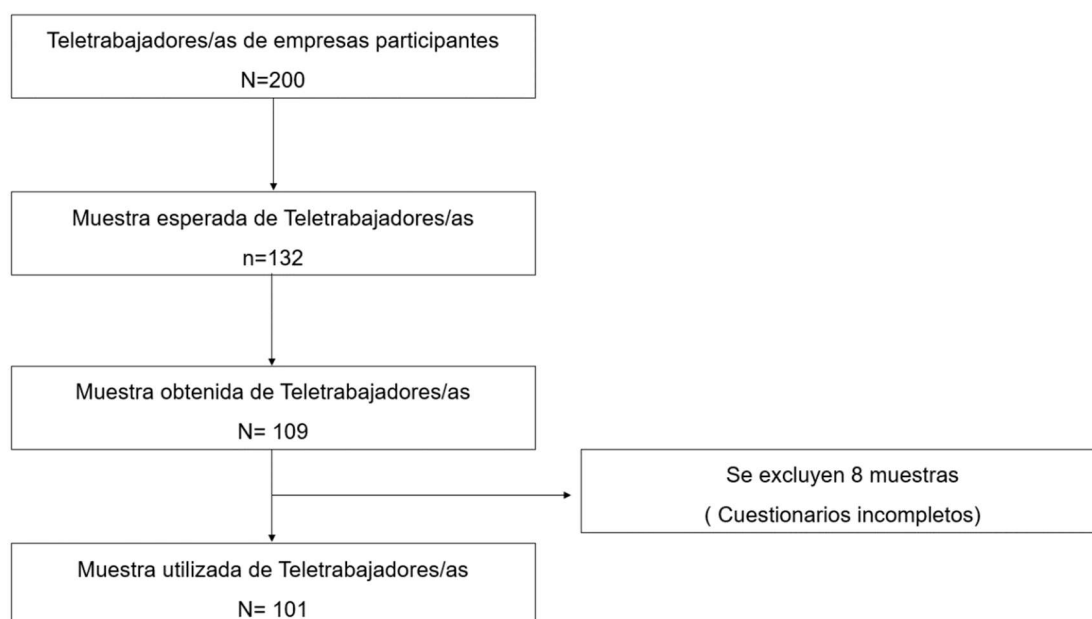 Teletrabajadores/as de empresas participantes
N=200
Muestra esperada de Teletrabajadores/as
n=132
Muestra obtenida de Teletrabajadores/as
N= 109
Se excluyen 8 muestras
( Cuestionarios incompletos)
Muestra utilizada de Teletrabajadores/as
N= 101